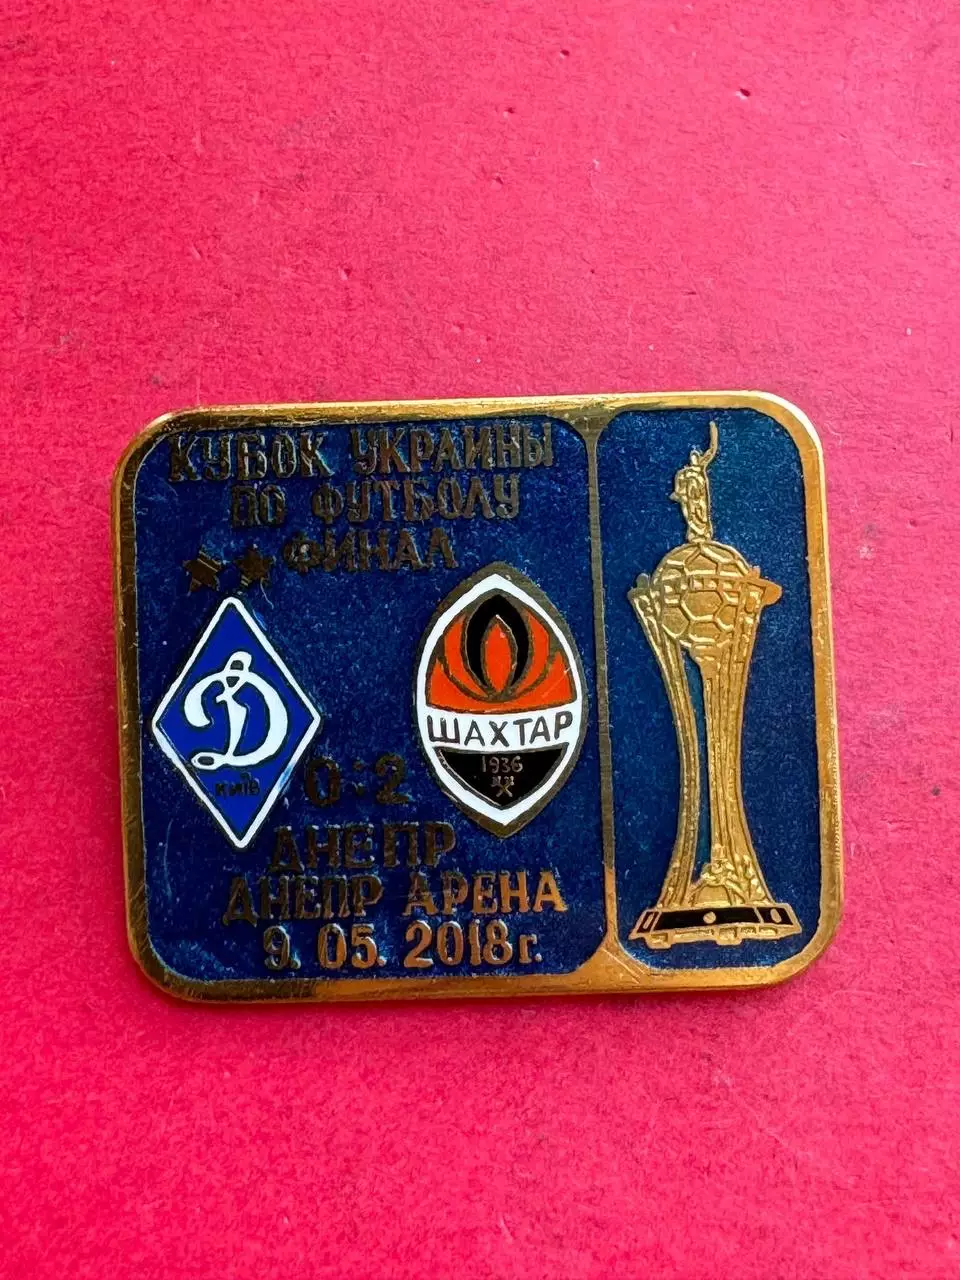 КУБОК УКРАИНЫ
ПО ФУТБОЛУ
ФИНАЛ
Д
КИЇВ
ШАХТАР
1936
0:2
ДНЕПР
ДНЕПР АРЕНА
9. 05. 2018г.